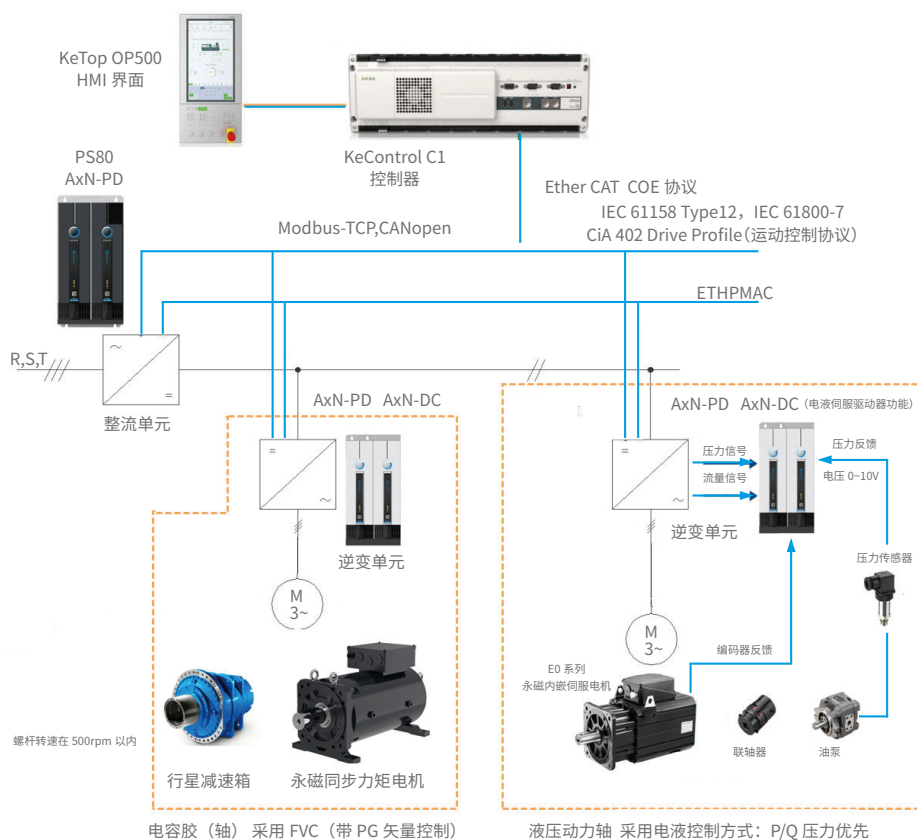 KeTop OP500
HMI 界面
KeControl C1
控制器
PS80
AxN-PD
Ether CAT COE 协议
IEC 61158 Type12，IEC 61800-7
CiA 402 Drive Profile（运动控制协议）
Modbus-TCP,CANopen
ETHPMAC
R,S,T
~
=
整流单元
AxN-PD AxN-DC
=
~
逆变单元
M
3~
行星减速箱
永磁同步力矩电机
螺杆转速在 500rpm 以内
电容胶（轴） 采用 FVC（带 PG 矢量控制）
AxN-PD AxN-DC（电液伺服驱动器功能）
=
~
压力信号
流量信号
逆变单元
压力反馈
电压 0~10V
压力传感器
M
3~
编码器反馈
E0 系列
永磁内嵌伺服电机
联轴器
油泵
液压动力轴 采用电液控制方式：P/Q 压力优先